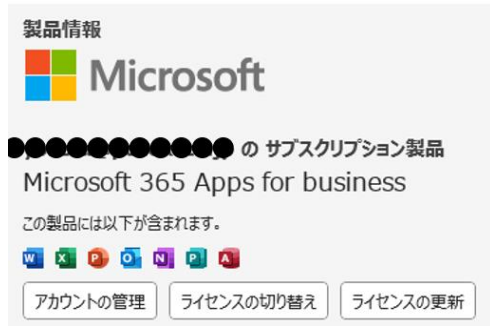 製品情報
Microsoft
の サブスクリプション製品
Microsoft 365 Apps for business
この製品には以下が含まれます。
W X P O N P A
アカウントの管理
ライセンスの切り替え
ライセンスの更新